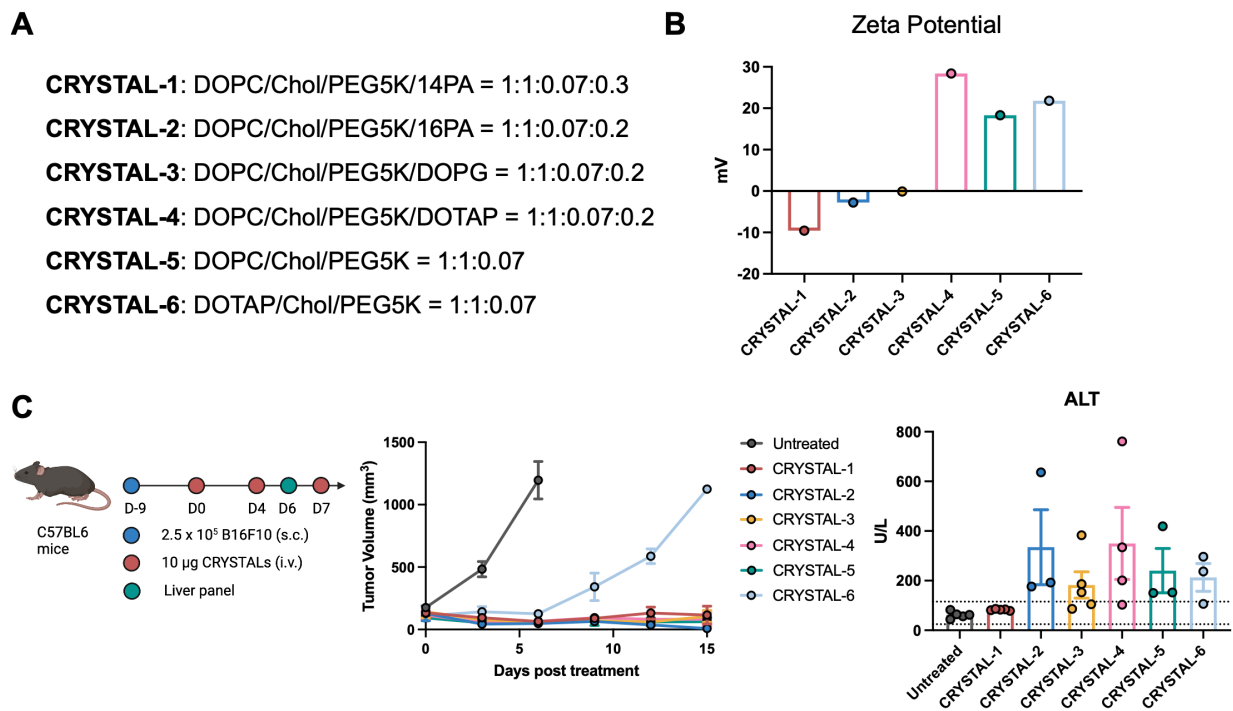 A
CRYSTAL-1: DOPC/Chol/PEG5K/14PA = 1:1:0.07:0.3
CRYSTAL-2: DOPC/Chol/PEG5K/16PA = 1:1:0.07:0.2
CRYSTAL-3: DOPC/Chol/PEG5K/DOPG = 1:1:0.07:0.2
CRYSTAL-4: DOPC/Chol/PEG5K/DOTAP = 1:1:0.07:0.2
CRYSTAL-5: DOPC/Chol/PEG5K = 1:1:0.07
CRYSTAL-6: DOTAP/Chol/PEG5K = 1:1:0.07
B
Zeta Potential
mV
30
20
10
0
-10
-20
CRYSTAL-1
CRYSTAL-2
CRYSTAL-3
CRYSTAL-4
CRYSTAL-5
CRYSTAL-6
C
C57BL6
mice
D-9 D0 D4 D6 D7
2.5 x 10⁵ B16F10 (s.c.)
10 µg CRYSTALs (i.v.)
Liver panel
Tumor Volume (mm³)
1500
1000
500
0
0 5 10 15
Days post treatment
Untreated
CRYSTAL-1
CRYSTAL-2
CRYSTAL-3
CRYSTAL-4
CRYSTAL-5
CRYSTAL-6
ALT
U/L
800
600
400
200
0
Untreated
CRYSTAL-1
CRYSTAL-2
CRYSTAL-3
CRYSTAL-4
CRYSTAL-5
CRYSTAL-6